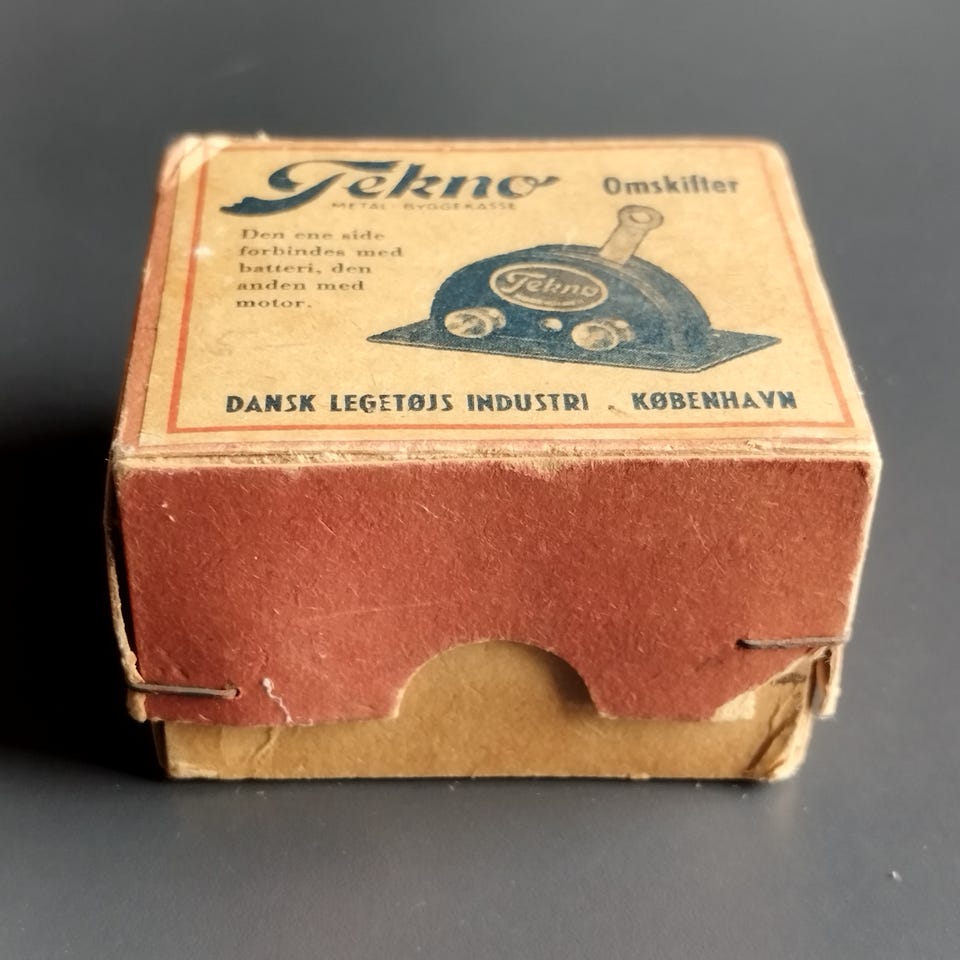 Tekno
METAL - BYGGEKASSE
Omskifter
Den ene side
forbindes med
batteri, den
anden med
motor.
Tekno
DANSK LEGETØJS INDUSTRI . KØBENHAVN